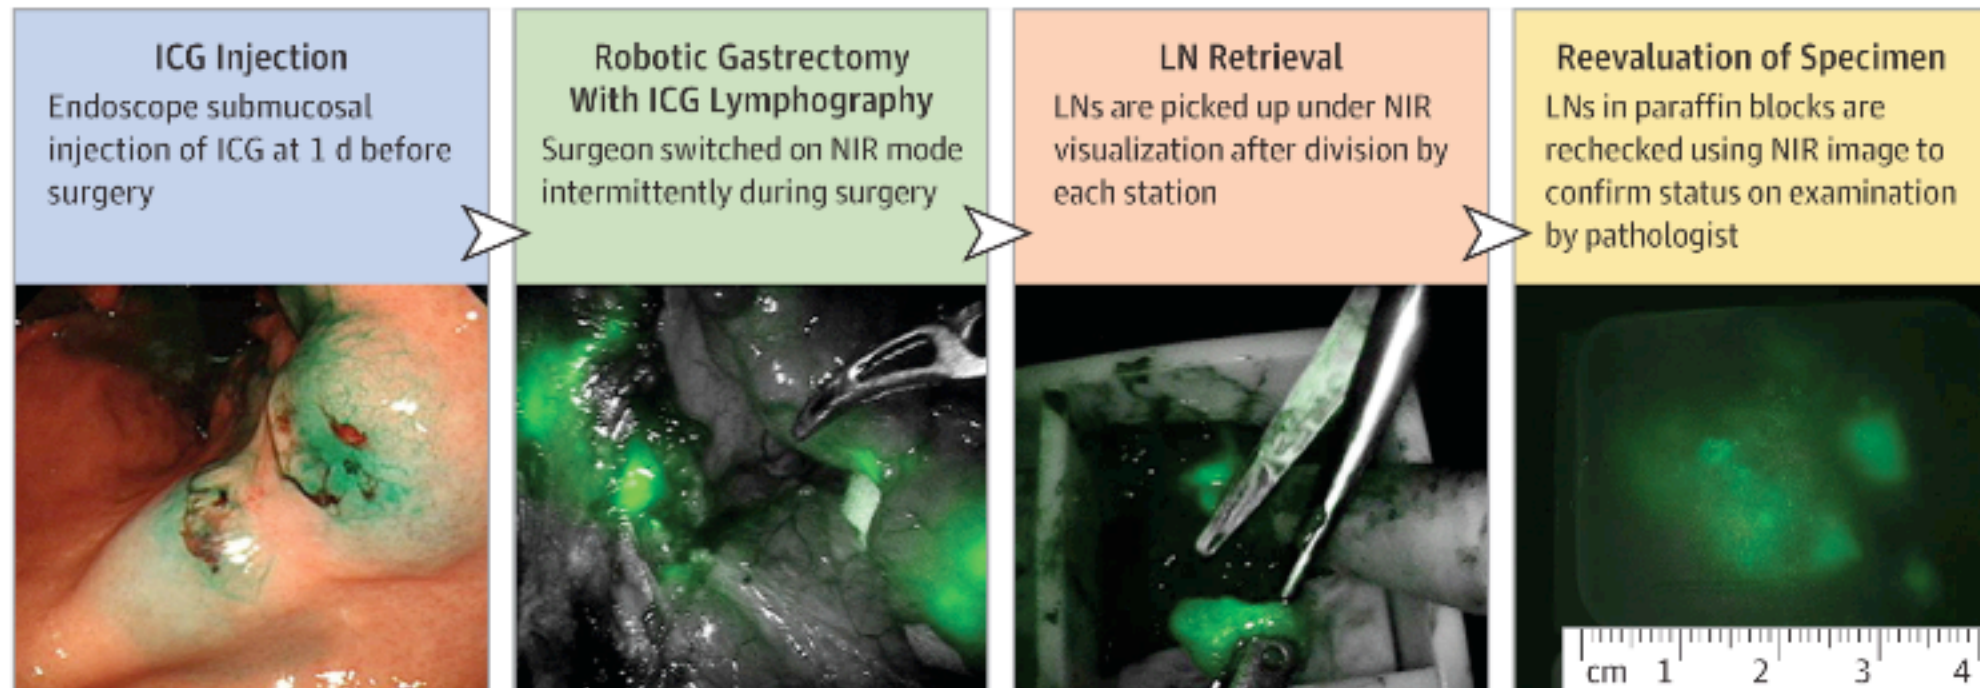 ICG Injection
Endoscope submucosal
injection of ICG at 1 d before
surgery
Robotic Gastrectomy
With ICG Lymphography
Surgeon switched on NIR mode
intermittently during surgery
LN Retrieval
LNs are picked up under NIR
visualization after division by
each station
Reevaluation of Specimen
LNs in paraffin blocks are
rechecked using NIR image to
confirm status on examination
by pathologist
cm 1 2 3 4